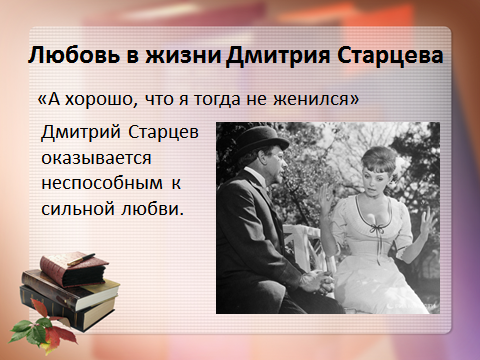 Любовь в жизни Дмитрия Старцева
«А хорошо, что я тогда не женился»
Дмитрий Старцев
оказывается
неспособным к
сильной любви.